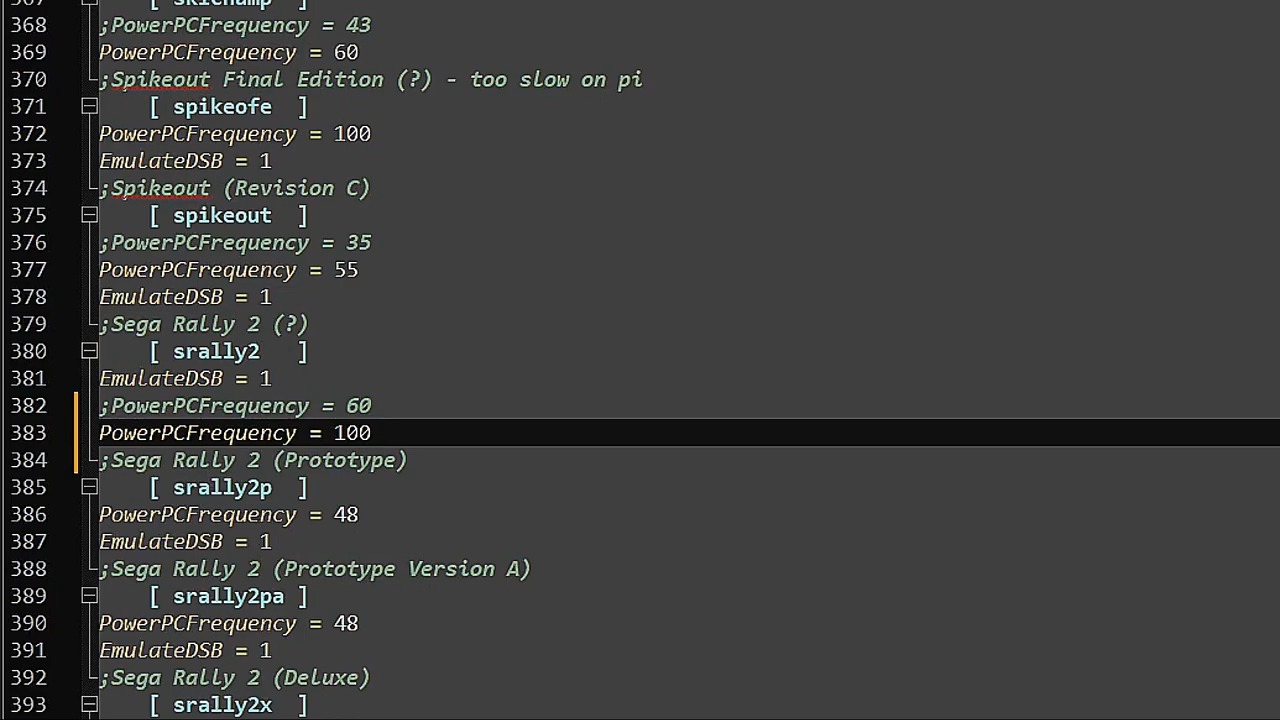 367 [ skichamp ]
368 ;PowerPCFrequency = 43
369 PowerPCFrequency = 60
370 ;Spikeout Final Edition (?) - too slow on pi
371 [ spikeofe ]
372 PowerPCFrequency = 100
373 EmulateDSB = 1
374 ;Spikeout (Revision C)
375 [ spikeout ]
376 ;PowerPCFrequency = 35
377 PowerPCFrequency = 55
378 EmulateDSB = 1
379 ;Sega Rally 2 (?)
380 [ srally2 ]
381 EmulateDSB = 1
382 ;PowerPCFrequency = 60
383 PowerPCFrequency = 100
384 ;Sega Rally 2 (Prototype)
385 [ srally2p ]
386 PowerPCFrequency = 48
387 EmulateDSB = 1
388 ;Sega Rally 2 (Prototype Version A)
389 [ srally2pa ]
390 PowerPCFrequency = 48
391 EmulateDSB = 1
392 ;Sega Rally 2 (Deluxe)
393 [ srally2x ]